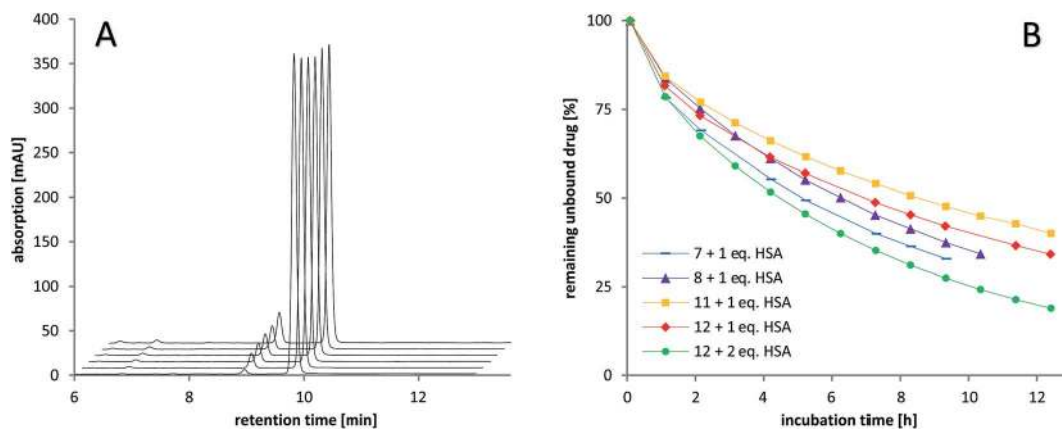 A
400
350
300
250
200
150
100
50
0
absorption [mAU]
6
8
10
12
retention time [min]
B
100
75
50
25
0
remaining unbound drug [%]
7 + 1 eq. HSA
8 + 1 eq. HSA
11 + 1 eq. HSA
12 + 1 eq. HSA
12 + 2 eq. HSA
0
2
4
6
8
10
12
incubation time [h]